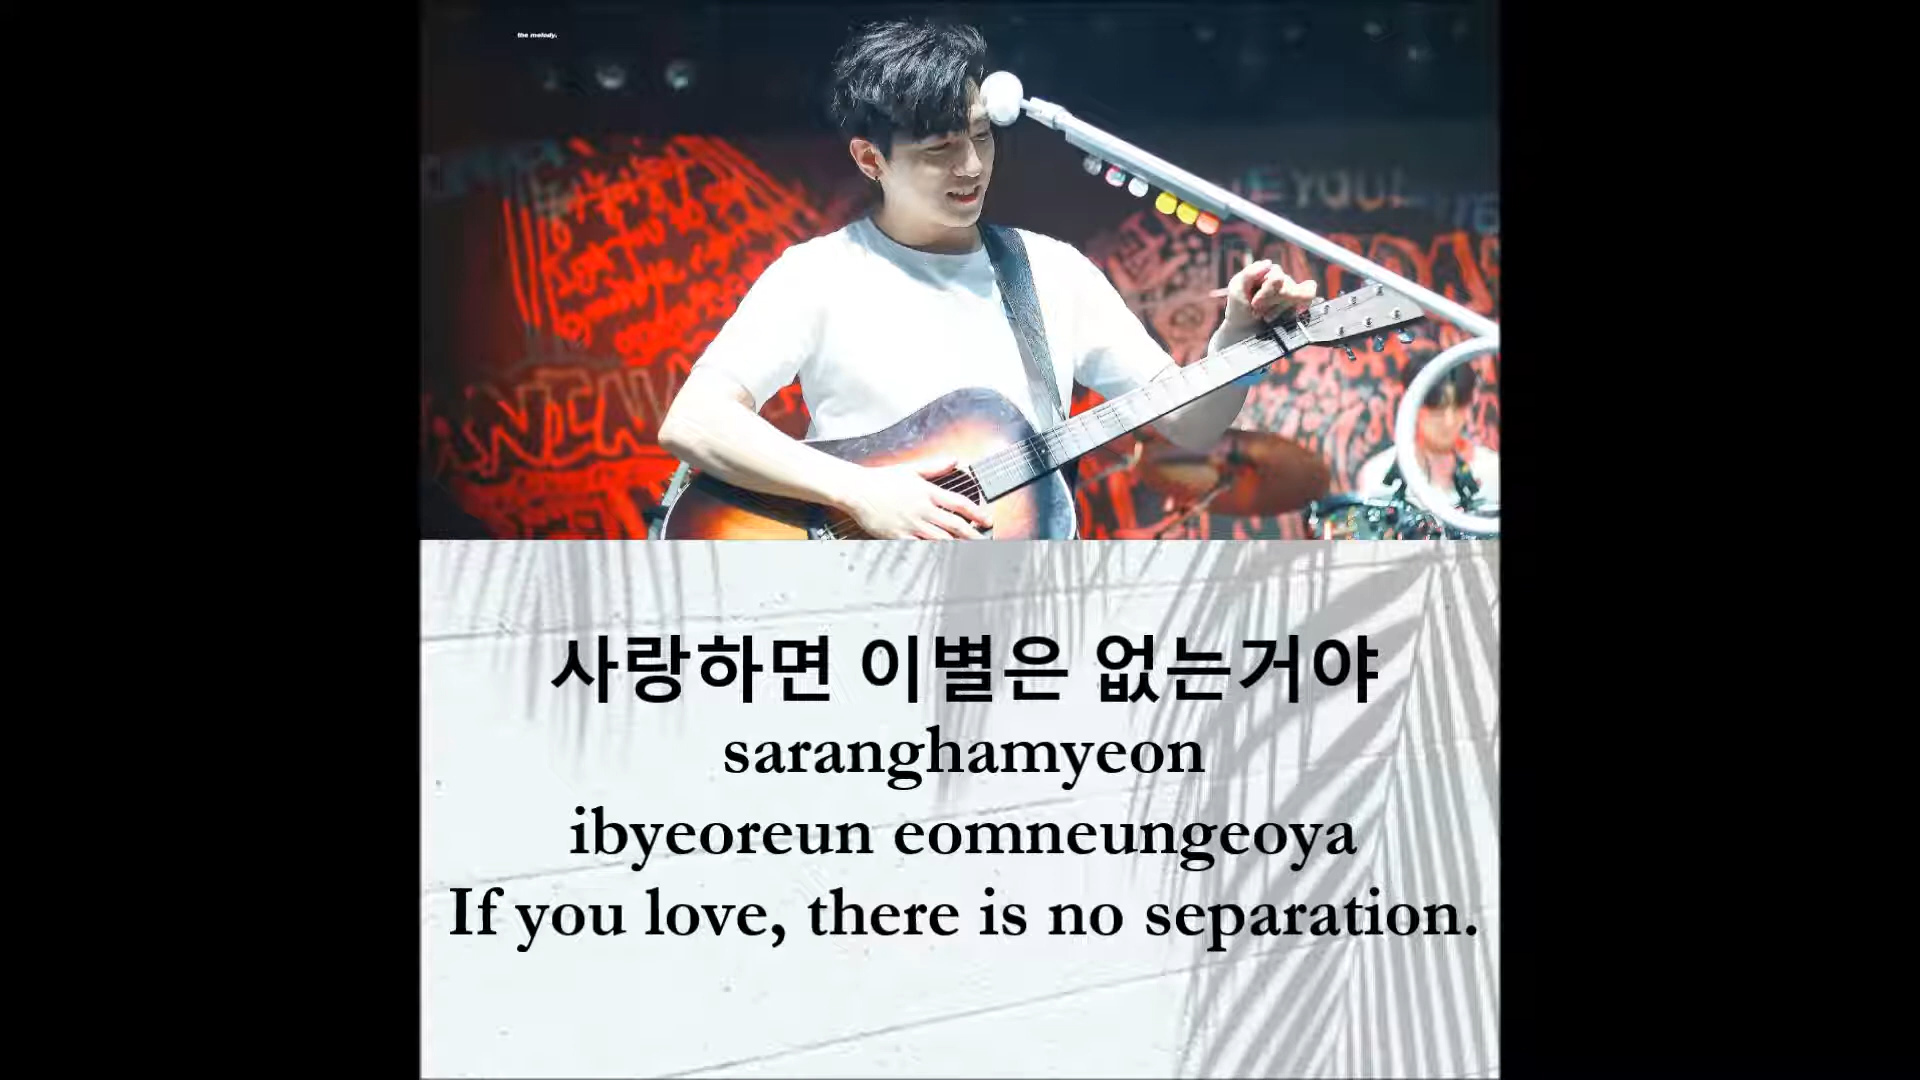 the melody.
사랑하면 이별은 없는거야
saranghamyeon
ibyeoreun eomneungeoya
If you love, there is no separation.